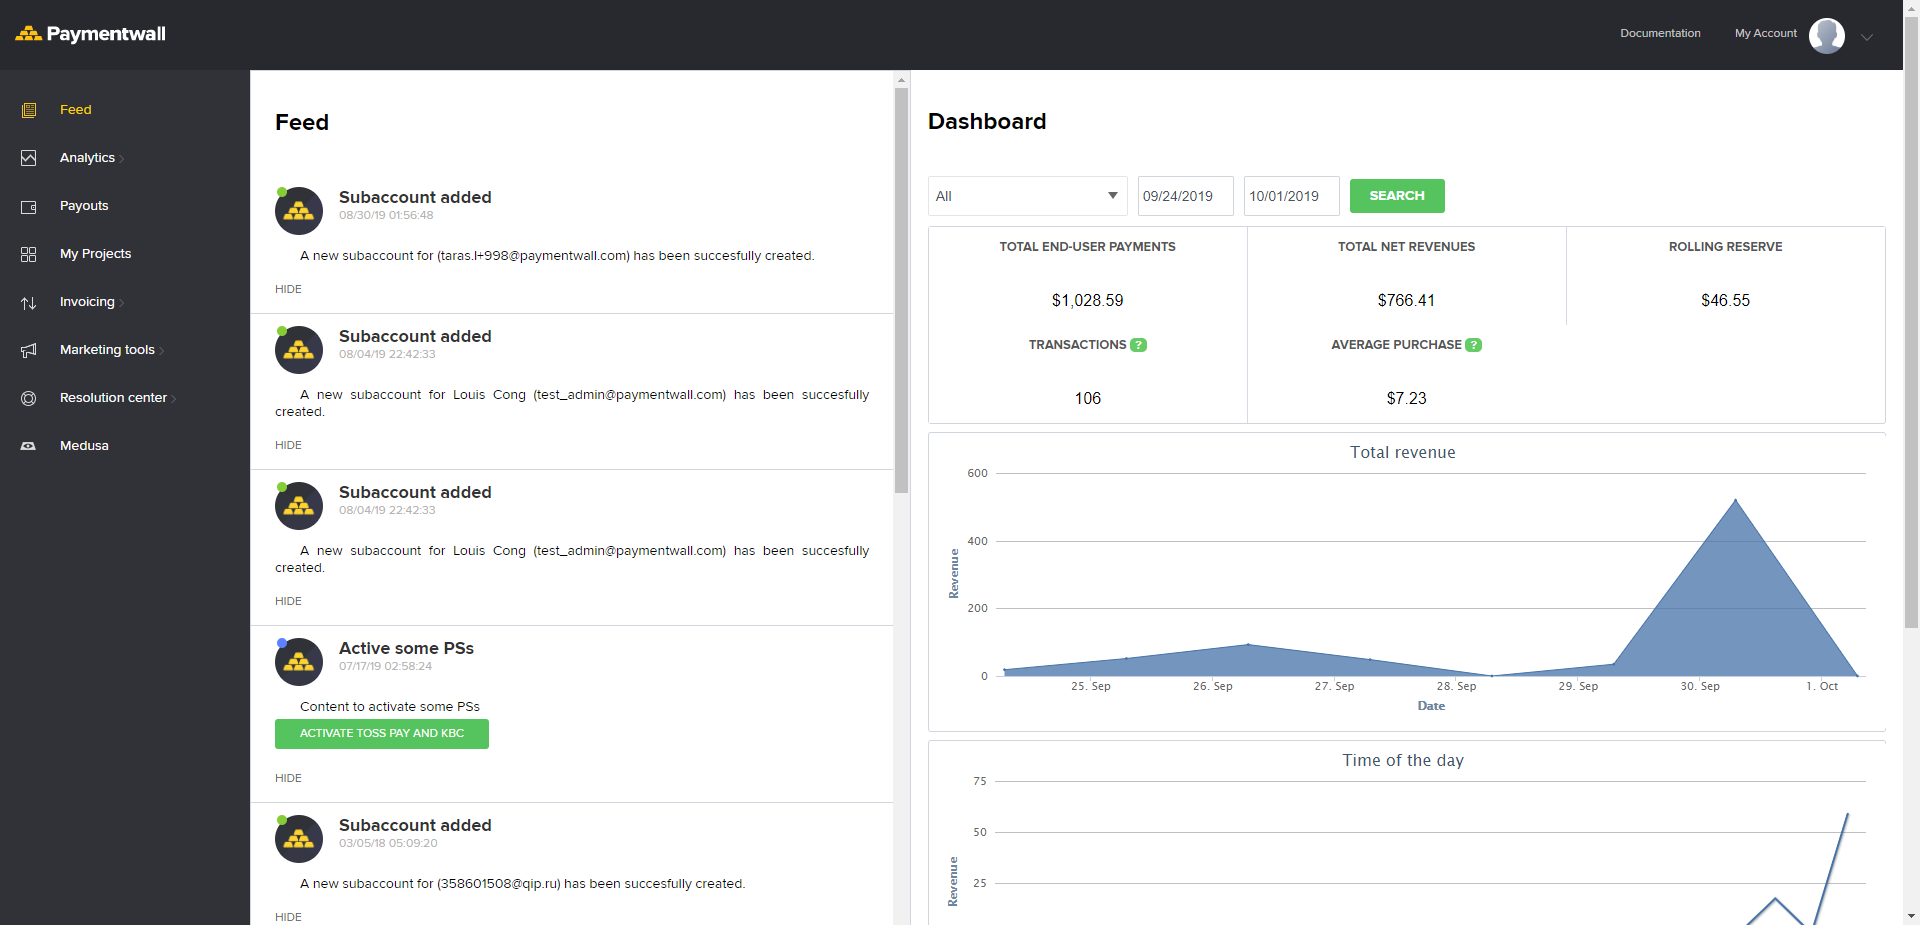 Paymentwall
Documentation
My Account
Feed
Analytics
Payouts
My Projects
Invoicing
Marketing tools
Resolution center
Medusa
Feed
Subaccount added
08/30/19 01:56:48
A new subaccount for (taras.l+998@paymentwall.com) has been succesfully created.
HIDE
Subaccount added
08/04/19 22:42:33
A new subaccount for Louis Cong (test_admin@paymentwall.com) has been succesfully
created.
HIDE
Subaccount added
08/04/19 22:42:33
A new subaccount for Louis Cong (test_admin@paymentwall.com) has been succesfully
created.
HIDE
Active some PSs
07/17/19 02:58:24
Content to activate some PSs
ACTIVATE TOSS PAY AND KBC
HIDE
Subaccount added
03/05/18 05:09:20
A new subaccount for (358601508@qip.ru) has been succesfully created.
HIDE
Dashboard
All
09/24/2019
10/01/2019
SEARCH
TOTAL END-USER PAYMENTS
$1,028.59
TOTAL NET REVENUES
$766.41
ROLLING RESERVE
$46.55
TRANSACTIONS ?
106
AVERAGE PURCHASE ?
$7.23
Total revenue
600
400
200
0
Revenue
25. Sep
26. Sep
27. Sep
28. Sep
29. Sep
30. Sep
1. Oct
Date
Time of the day
75
50
25
Revenue